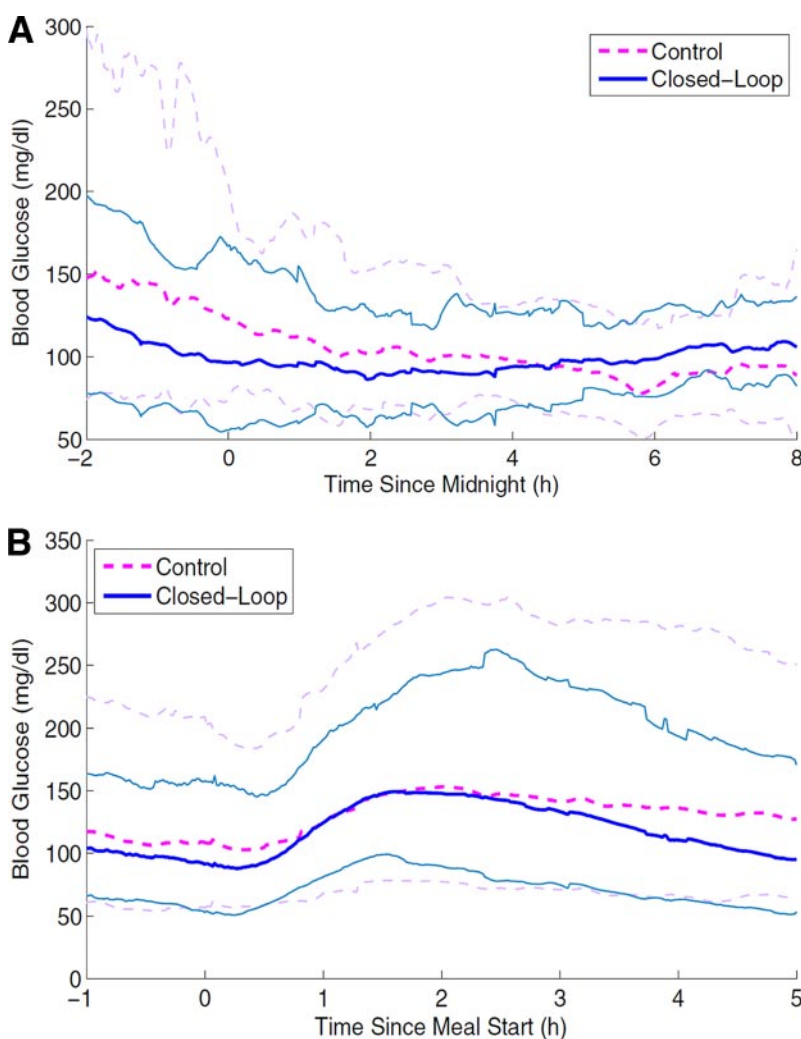 A
300
250
200
150
100
50
Blood Glucose (mg/dl)
Control
Closed-Loop
−2
0
2
4
6
8
Time Since Midnight (h)
B
350
300
250
200
150
100
50
0
Blood Glucose (mg/dl)
Control
Closed-Loop
−1
0
1
2
3
4
5
Time Since Meal Start (h)